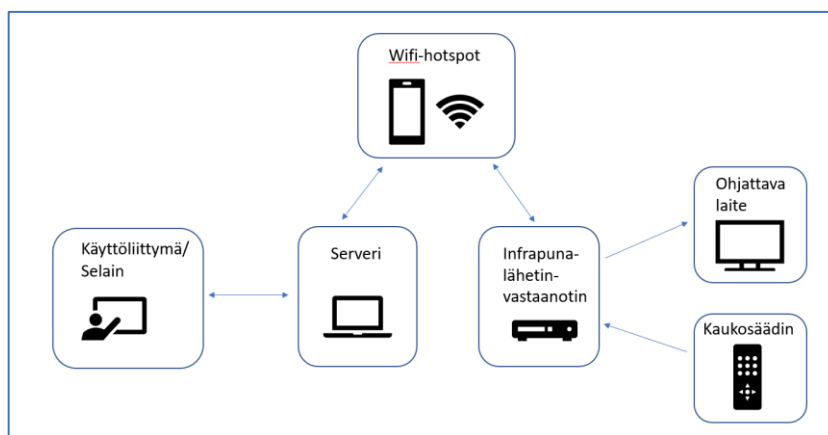 Wifi-hotspot
Ohjattava
laite
Käyttöliittymä/
Selain
Serveri
Infrapuna-
lähetin-
vastaanotin
Kaukosäädin